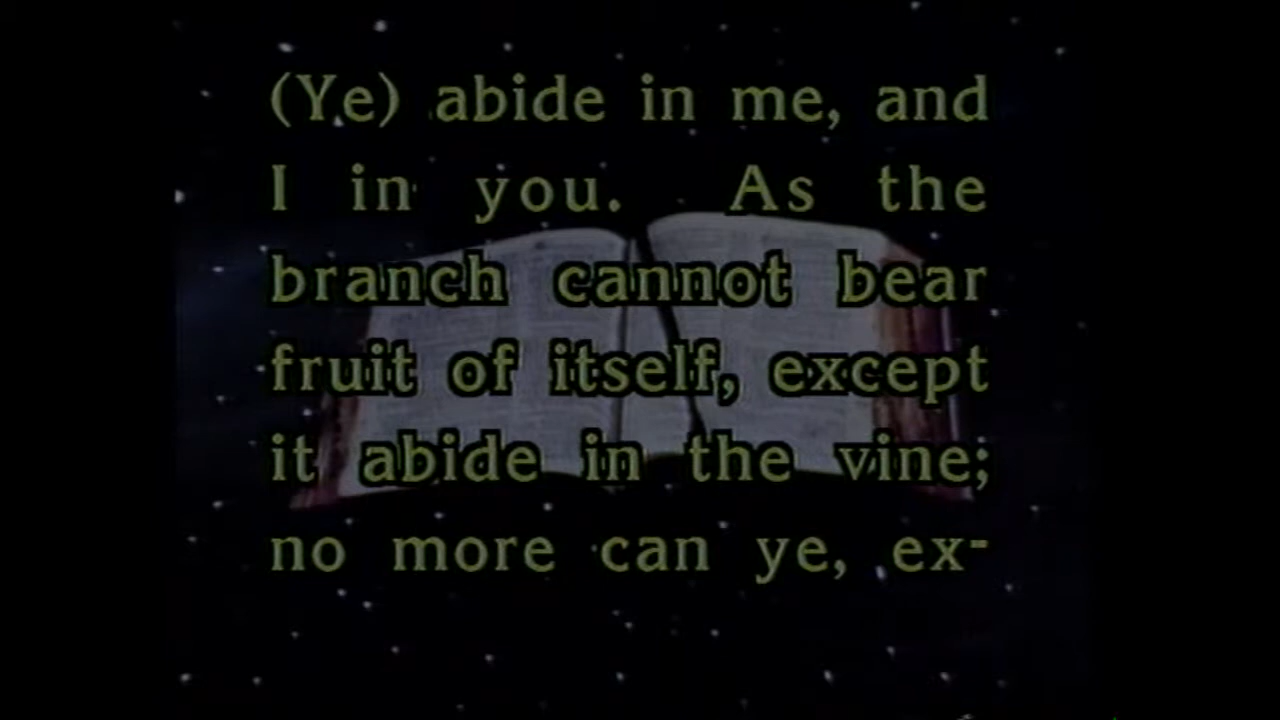 (Ye) abide in me, and
I in you. As the
branch cannot bear
fruit of itself, except
it abide in the vine;
no more can ye, ex-